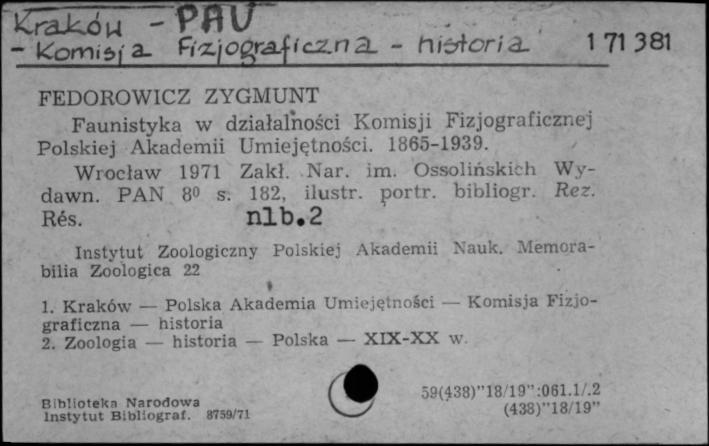 Kraków - PAU
- Komisja Fizjograficzna - historia 171381
FEDOROWICZ ZYGMUNT
Faunistyka w działalności Komisji Fizjograficznej
Polskiej Akademii Umiejętności. 1865-1939.
Wrocław 1971 Zakł. Nar. im. Ossolińskich Wy-
dawn. PAN 8⁰ s. 182, ilustr. portr. bibliogr. Rez.
Rés. nlb.2
Instytut Zoologiczny Polskiej Akademii Nauk. Memora-
bilia Zoologica 22
1. Kraków — Polska Akademia Umiejętności — Komisja Fizjo-
graficzna — historia
2. Zoologia — historia — Polska — XIX-XX w.
Biblioteka Narodowa
Instytut Bibliograf. 8759/71
59(438)"18/19":061.1/.2
(438)"18/19"